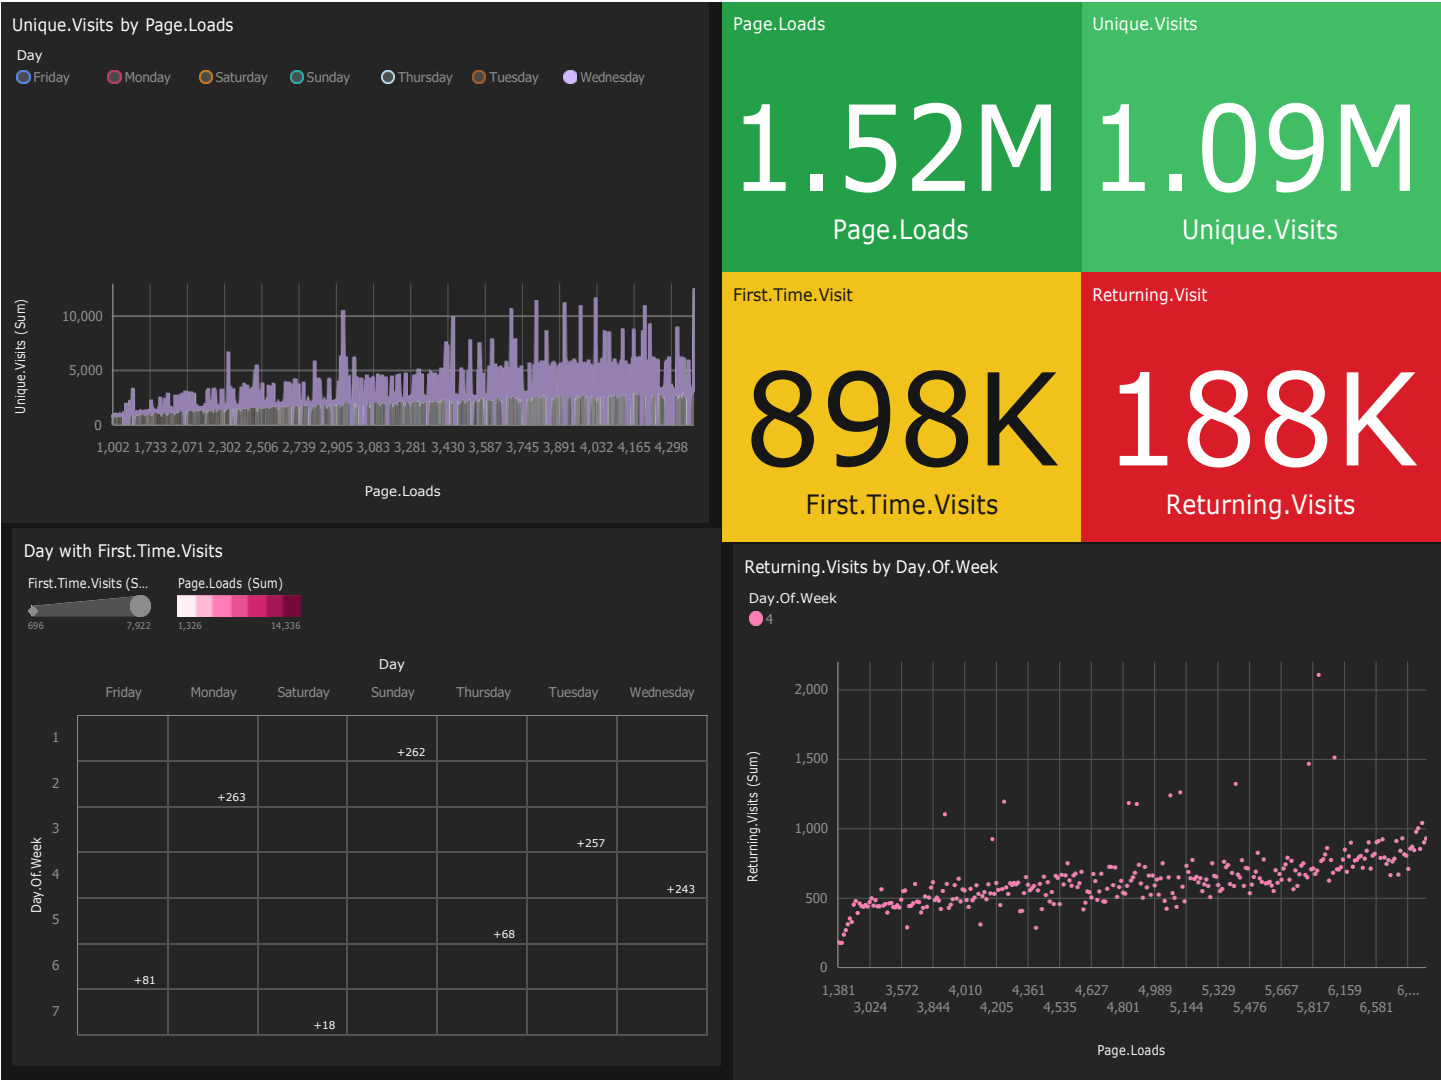 Unique.Visits by Page.Loads
Day
Friday Monday Saturday Sunday Thursday Tuesday Wednesday
Unique.Visits (Sum)
10,000
5,000
0
1,002 1,733 2,071 2,302 2,506 2,739 2,905 3,083 3,281 3,430 3,587 3,745 3,891 4,032 4,165 4,298
Page.Loads
Page.Loads
1.52M
Page.Loads
Unique.Visits
1.09M
Unique.Visits
First.Time.Visit
898K
First.Time.Visits
Returning.Visit
188K
Returning.Visits
Day with First.Time.Visits
First.Time.Visits (S... Page.Loads (Sum)
696 7,922 1,326 14,336
Day
Friday Monday Saturday Sunday Thursday Tuesday Wednesday
Day.Of.Week
1 +262
2 +263
3 +257
4 +243
5 +68
6 +81
7 +18
Returning.Visits by Day.Of.Week
Day.Of.Week
4
Returning.Visits (Sum)
2,000
1,500
1,000
500
0
1,381 3,572 4,010 4,361 4,627 4,989 5,329 5,667 6,159 6,...
3,024 3,844 4,205 4,535 4,801 5,144 5,476 5,817 6,581
Page.Loads